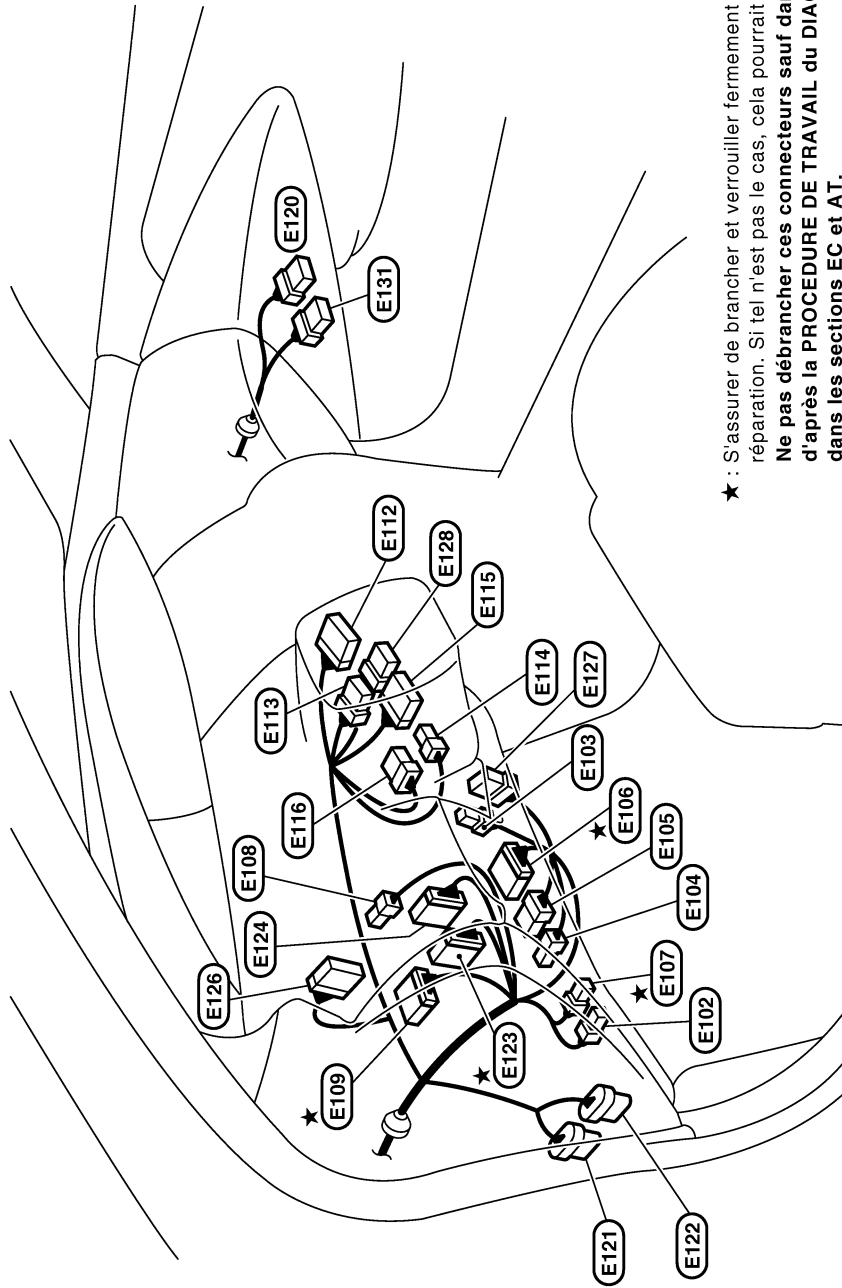 E126
E108
E124
E113
E120
E116
★
E109
E131
E112
E128
★
E123
E115
E114
E103
E127
★
E121
E106
★
E107
E105
E122
E104
E102
★ : S'assurer de brancher et verrouiller fermement
réparation. Si tel n'est pas le cas, cela pourrait
Ne pas débrancher ces connecteurs sauf
d'après la PROCEDURE DE TRAVAIL du
dans les sections EC et AT.